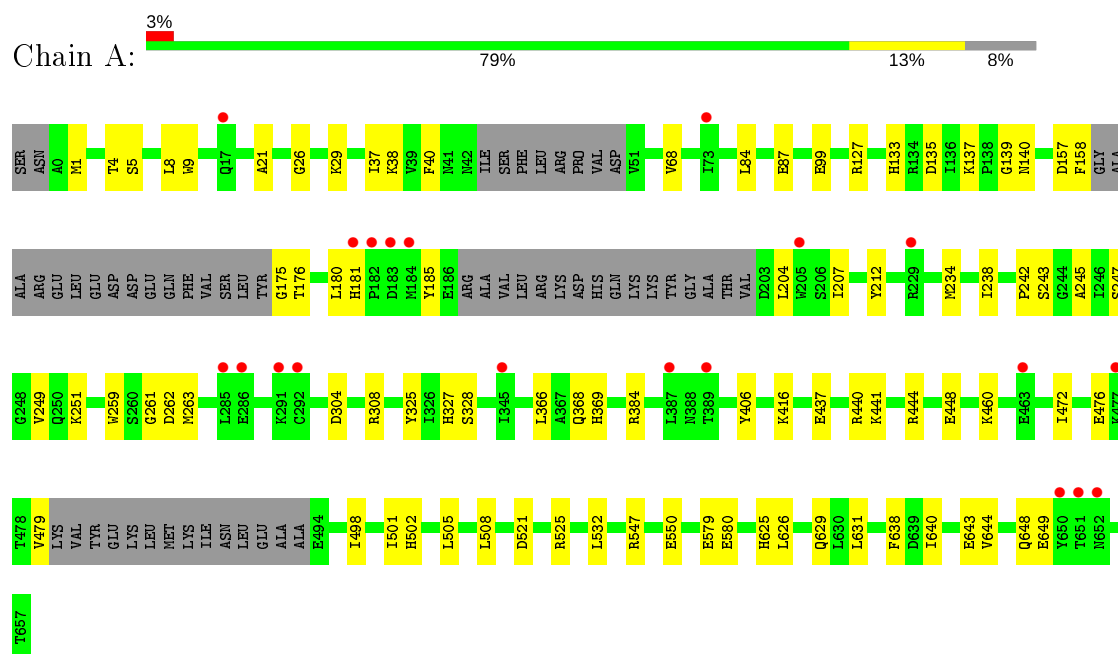 3%
Chain A:
79% 13% 8%
SER ASN A0 M1 T4 S5 L8 W9 Q17 A21 G26 K29 I37 K38 V39 F40 N41 N42 ILE SER PHE LEU ARG PRO VAL ASP V51 V68 I73 L84 E87 E99 R127 H133 R134 D135 I136 K137 P138 G139 N140 D157 F158 GLY ALA
ALA ARG GLU LEU GLU ASP ASP GLU GLN PHE VAL SER LEU TYR G175 T176 L180 H181 P182 D183 M184 Y185 E186 ARG ALA VAL LEU ARG LYS ASP HIS GLN LYS LYS TYR GLY ALA THR VAL D203 L204 W205 S206 I207 Y212 R229 M234 I238 P242 S243 G244 A245 I246 S247
G248 V249 Q250 K251 W259 S260 G261 D262 M263 L285 E286 K291 C292 D304 R308 Y325 I326 H327 S328 I345 L366 A367 Q368 H369 R384 L387 N388 T389 Y406 K416 E437 R440 K441 R444 E448 K460 E463 I472 E476 K477
T478 V479 LYS VAL TYR GLU LYS LEU MET LYS ILE ASN LEU GLU ALA ALA E494 I498 I501 H502 L505 L508 D521 R525 L532 R547 E550 E579 E580 H625 L626 Q629 L630 L631 F638 D639 I640 E643 V644 Q648 E649 Y650 T651 N652
T657